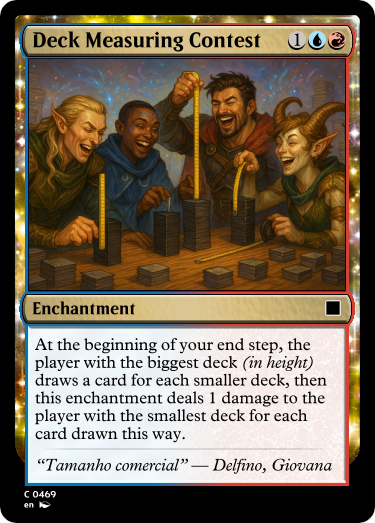 Deck Measuring Contest 1
Enchantment
At the beginning of your end step, the
player with the biggest deck (in height)
draws a card for each smaller deck, then
this enchantment deals 1 damage to the
player with the smallest deck for each
card drawn this way.
“Tamanho comercial” — Delfino, Giovana
C 0469
en